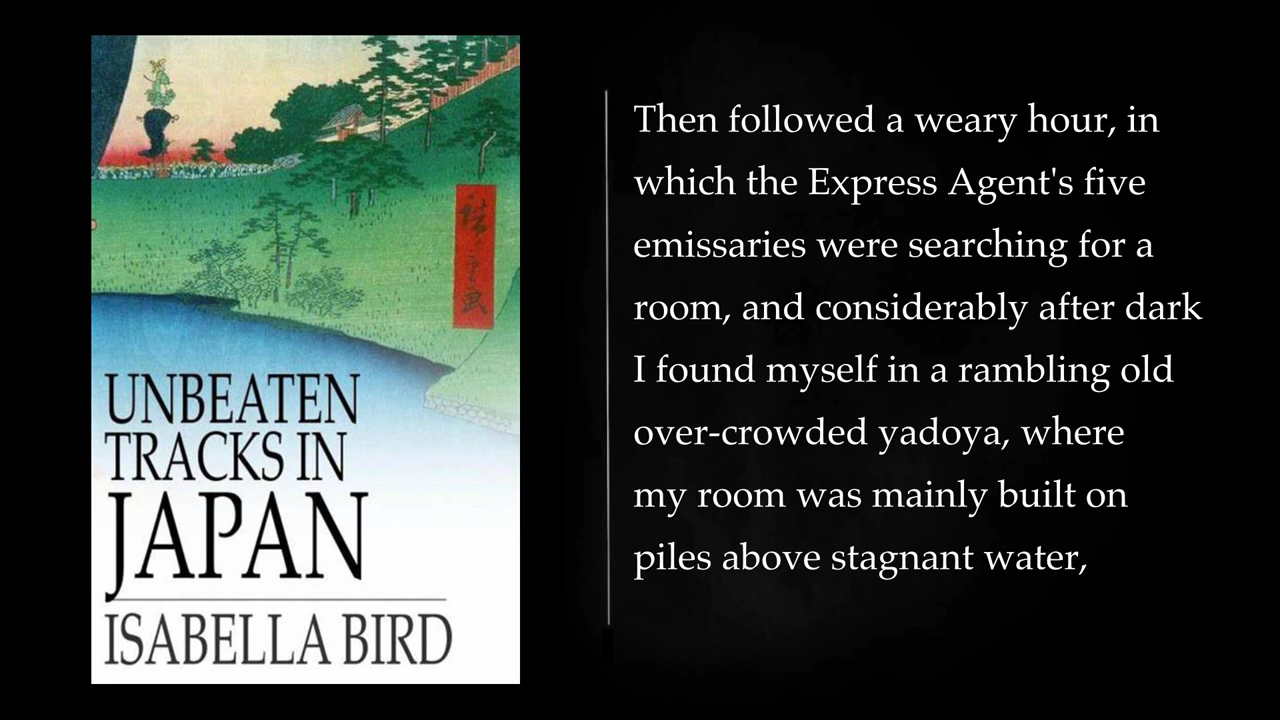 UNBEATEN
TRACKS IN
JAPAN
ISABELLA BIRD
Then followed a weary hour, in
which the Express Agent's five
emissaries were searching for a
room, and considerably after dark
I found myself in a rambling old
over-crowded yadoya, where
my room was mainly built on
piles above stagnant water,